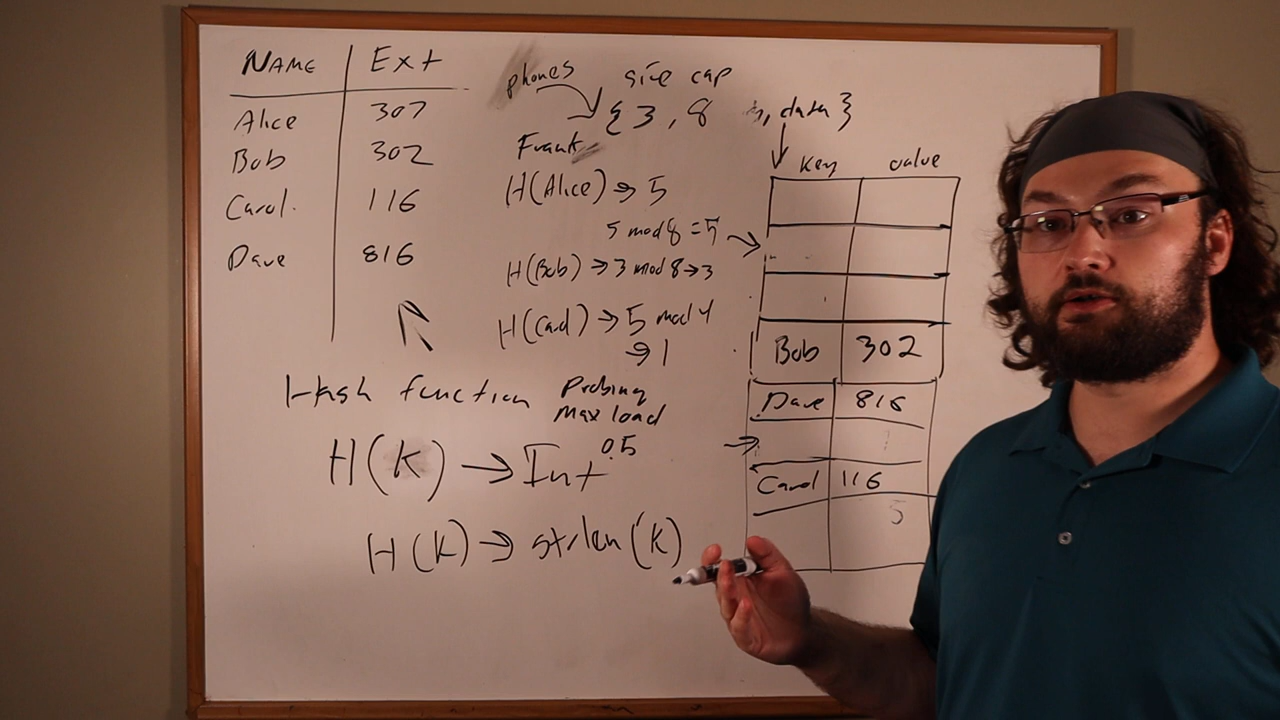 NAME Ext
Alice 307
Bob 302
Carol. 116
Dave 816
phones size cap
{3, 8 , data }
Frank
H(Alice) → 5
5 mod 8 = 5 →
H(Bob) → 3 mod 8 → 3
H(Carol) → 5 mod 4
→ 1
Hash function
Probing
Max load
0.5
H(K) → Int
H(K) → strlen(K)
key value
Bob 302
Dave 816
Carol 116
5